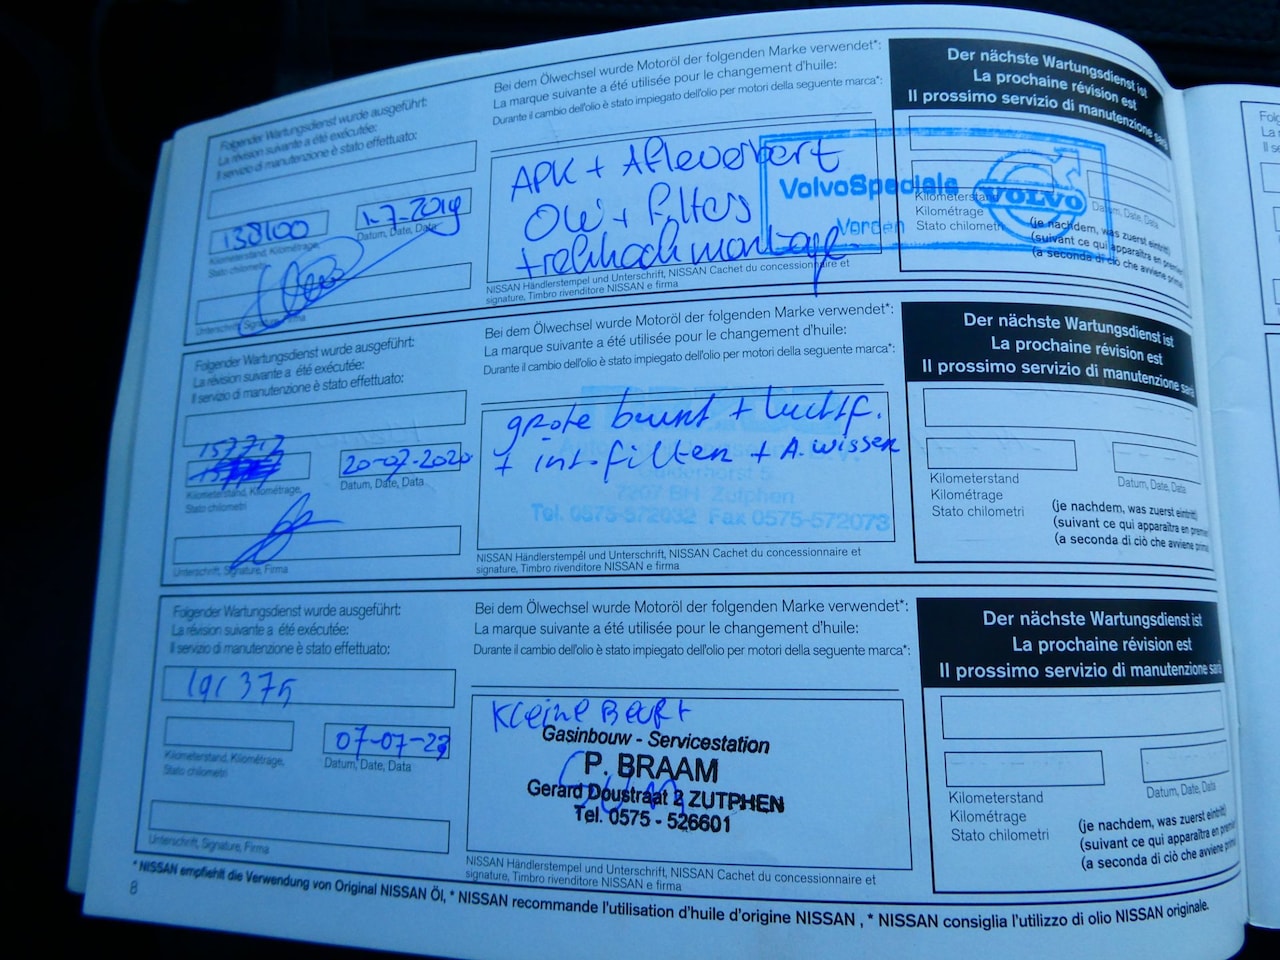 Folgender Wartungsdienst wurde ausgeführt:
La révision suivante a été exécutée:
Il servizio di manutenzione è stato effettuato:
138100
1-7-2019
Kilometerstand, Kilométrage,
Stato chilometri
Datum, Date, Data
Unterschrift, Signature, Firma
Bei dem Ölwechsel wurde Motoröl der folgenden Marke verwendet*:
La marque suivante a été utilisée pour le changement d'huile:
Durante il cambio dell'olio è stato impiegato dell'olio per motori della seguente marca*:
APK + Afleverbert
Olie + Filters
+ trekhaakmontage.
VolvoSpecials
Vorden
VOLVO
NISSAN Händlerstempel und Unterschrift, NISSAN Cachet du concessionnaire et
signature, Timbro rivenditore NISSAN e firma
Der nächste Wartungsdienst ist
La prochaine révision est
Il prossimo servizio di manutenzione sarà
Kilometerstand
Kilométrage
Stato chilometri
Datum, Date, Data
(je nachdem, was zuerst eintritt)
(suivant ce qui apparaîtra en premier)
(a seconda di ciò che avviene prima)
Folgender Wartungsdienst wurde ausgeführt:
La révision suivante a été exécutée:
Il servizio di manutenzione è stato effettuato:
157713
20-07-2020
Kilometerstand, Kilométrage,
Stato chilometri
Datum, Date, Data
Unterschrift, Signature, Firma
Bei dem Ölwechsel wurde Motoröl der folgenden Marke verwendet*:
La marque suivante a été utilisée pour le changement d'huile:
Durante il cambio dell'olio è stato impiegato dell'olio per motori della seguente marca*:
grote beurt + luchtf.
+ int.filter + A.wissen
5
7207 BH Zutphen
Tel. 0575-572032 Fax 0575-572073
NISSAN Händlerstempel und Unterschrift, NISSAN Cachet du concessionnaire et
signature, Timbro rivenditore NISSAN e firma
Der nächste Wartungsdienst ist
La prochaine révision est
Il prossimo servizio di manutenzione sarà
Kilometerstand
Kilométrage
Stato chilometri
Datum, Date, Data
(je nachdem, was zuerst eintritt)
(suivant ce qui apparaîtra en premier)
(a seconda di ciò che avviene prima)
Folgender Wartungsdienst wurde ausgeführt:
La révision suivante a été exécutée:
Il servizio di manutenzione è stato effettuato:
191375
07-07-23
Kilometerstand, Kilométrage,
Stato chilometri
Datum, Date, Data
Unterschrift, Signature, Firma
Bei dem Ölwechsel wurde Motoröl der folgenden Marke verwendet*:
La marque suivante a été utilisée pour le changement d'huile:
Durante il cambio dell'olio è stato impiegato dell'olio per motori della seguente marca*:
Kleine Beurt
Gasinbouw - Servicestation
P. BRAAM
Gerard Doustraat 2 ZUTPHEN
Tel. 0575 - 526601
NISSAN Händlerstempel und Unterschrift, NISSAN Cachet du concessionnaire et
signature, Timbro rivenditore NISSAN e firma
Der nächste Wartungsdienst ist
La prochaine révision est
Il prossimo servizio di manutenzione sarà
Kilometerstand
Kilométrage
Stato chilometri
Datum, Date, Data
(je nachdem, was zuerst eintritt)
(suivant ce qui apparaîtra en premier)
(a seconda di ciò che avviene prima)
* NISSAN empfiehlt die Verwendung von Original NISSAN Öl, * NISSAN recommande l'utilisation d'huile d'origine NISSAN , * NISSAN consiglia l'utilizzo di olio NISSAN originale.
8